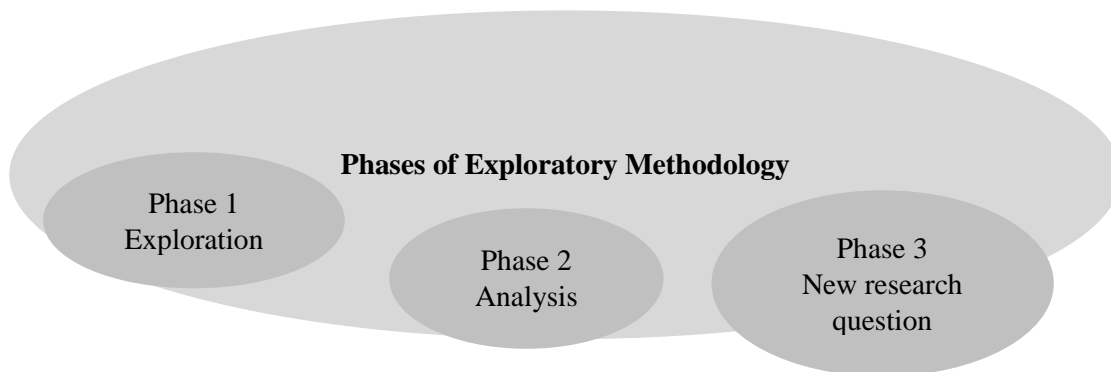 Phases of Exploratory Methodology
Phase 1
Exploration
Phase 2
Analysis
Phase 3
New research
question